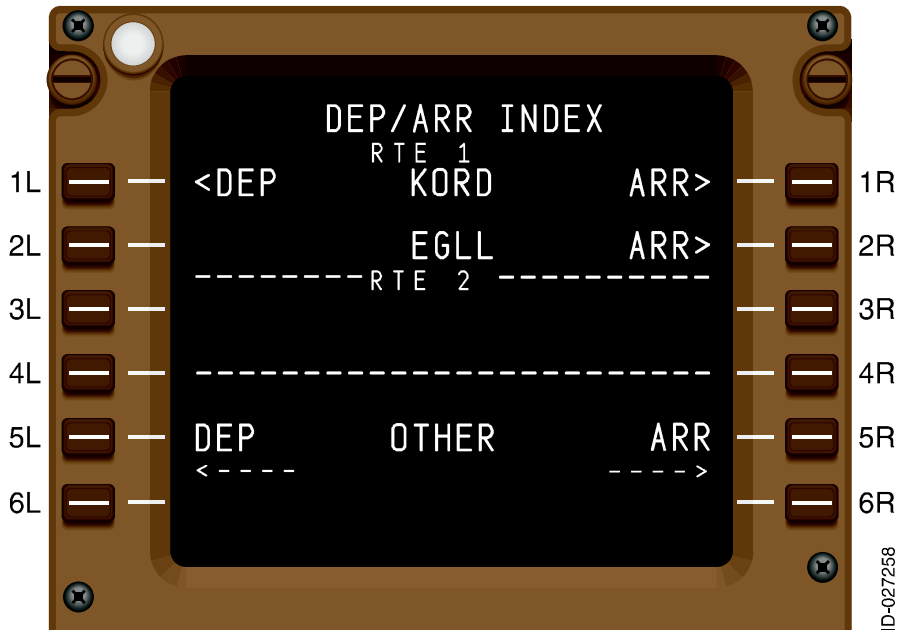 DEP/ARR INDEX
RTE 1
1L <DEP KORD ARR> 1R
2L EGLL ARR> 2R
--------RTE 2----------
3L 3R
4L ------------------------ 4R
5L DEP OTHER ARR 5R
<---- ---->
6L 6R
ID-027258